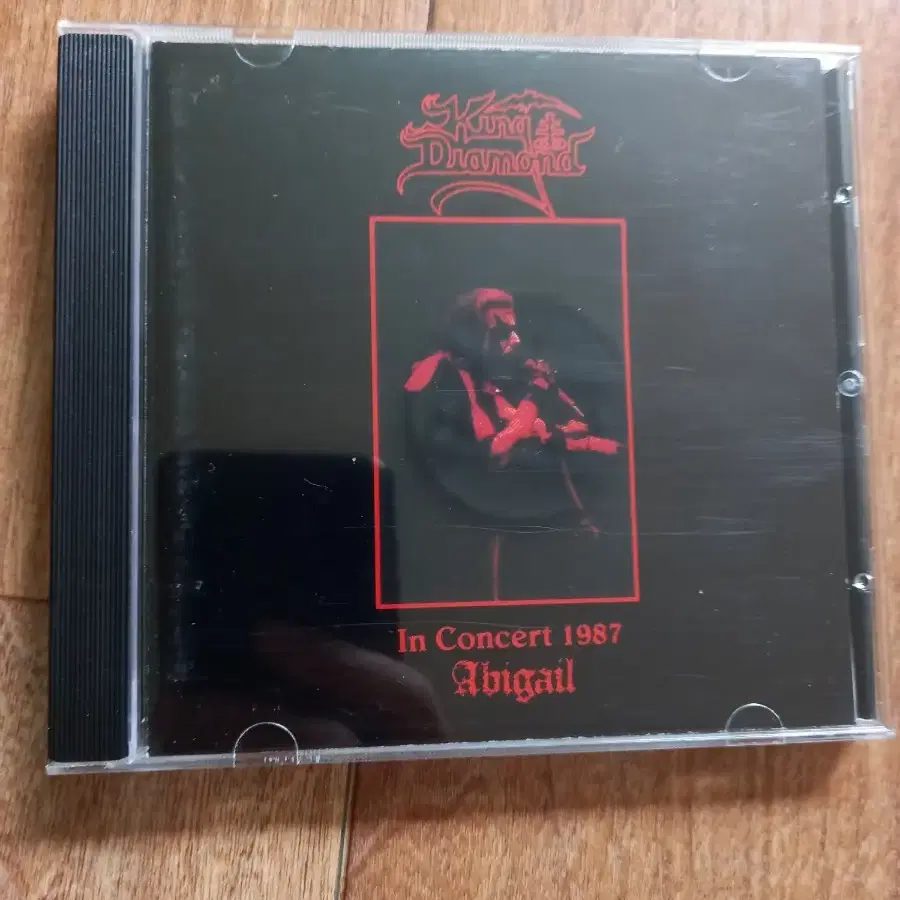 King
Diamond
In Concert 1987
Abigail